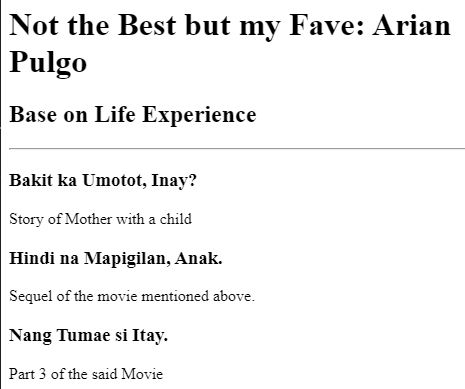 Not the Best but my Fave: Arian
Pulgo
Base on Life Experience
Bakit ka Umotot, Inay?
Story of Mother with a child
Hindi na Mapigilan, Anak.
Sequel of the movie mentioned above.
Nang Tumae si Itay.
Part 3 of the said Movie